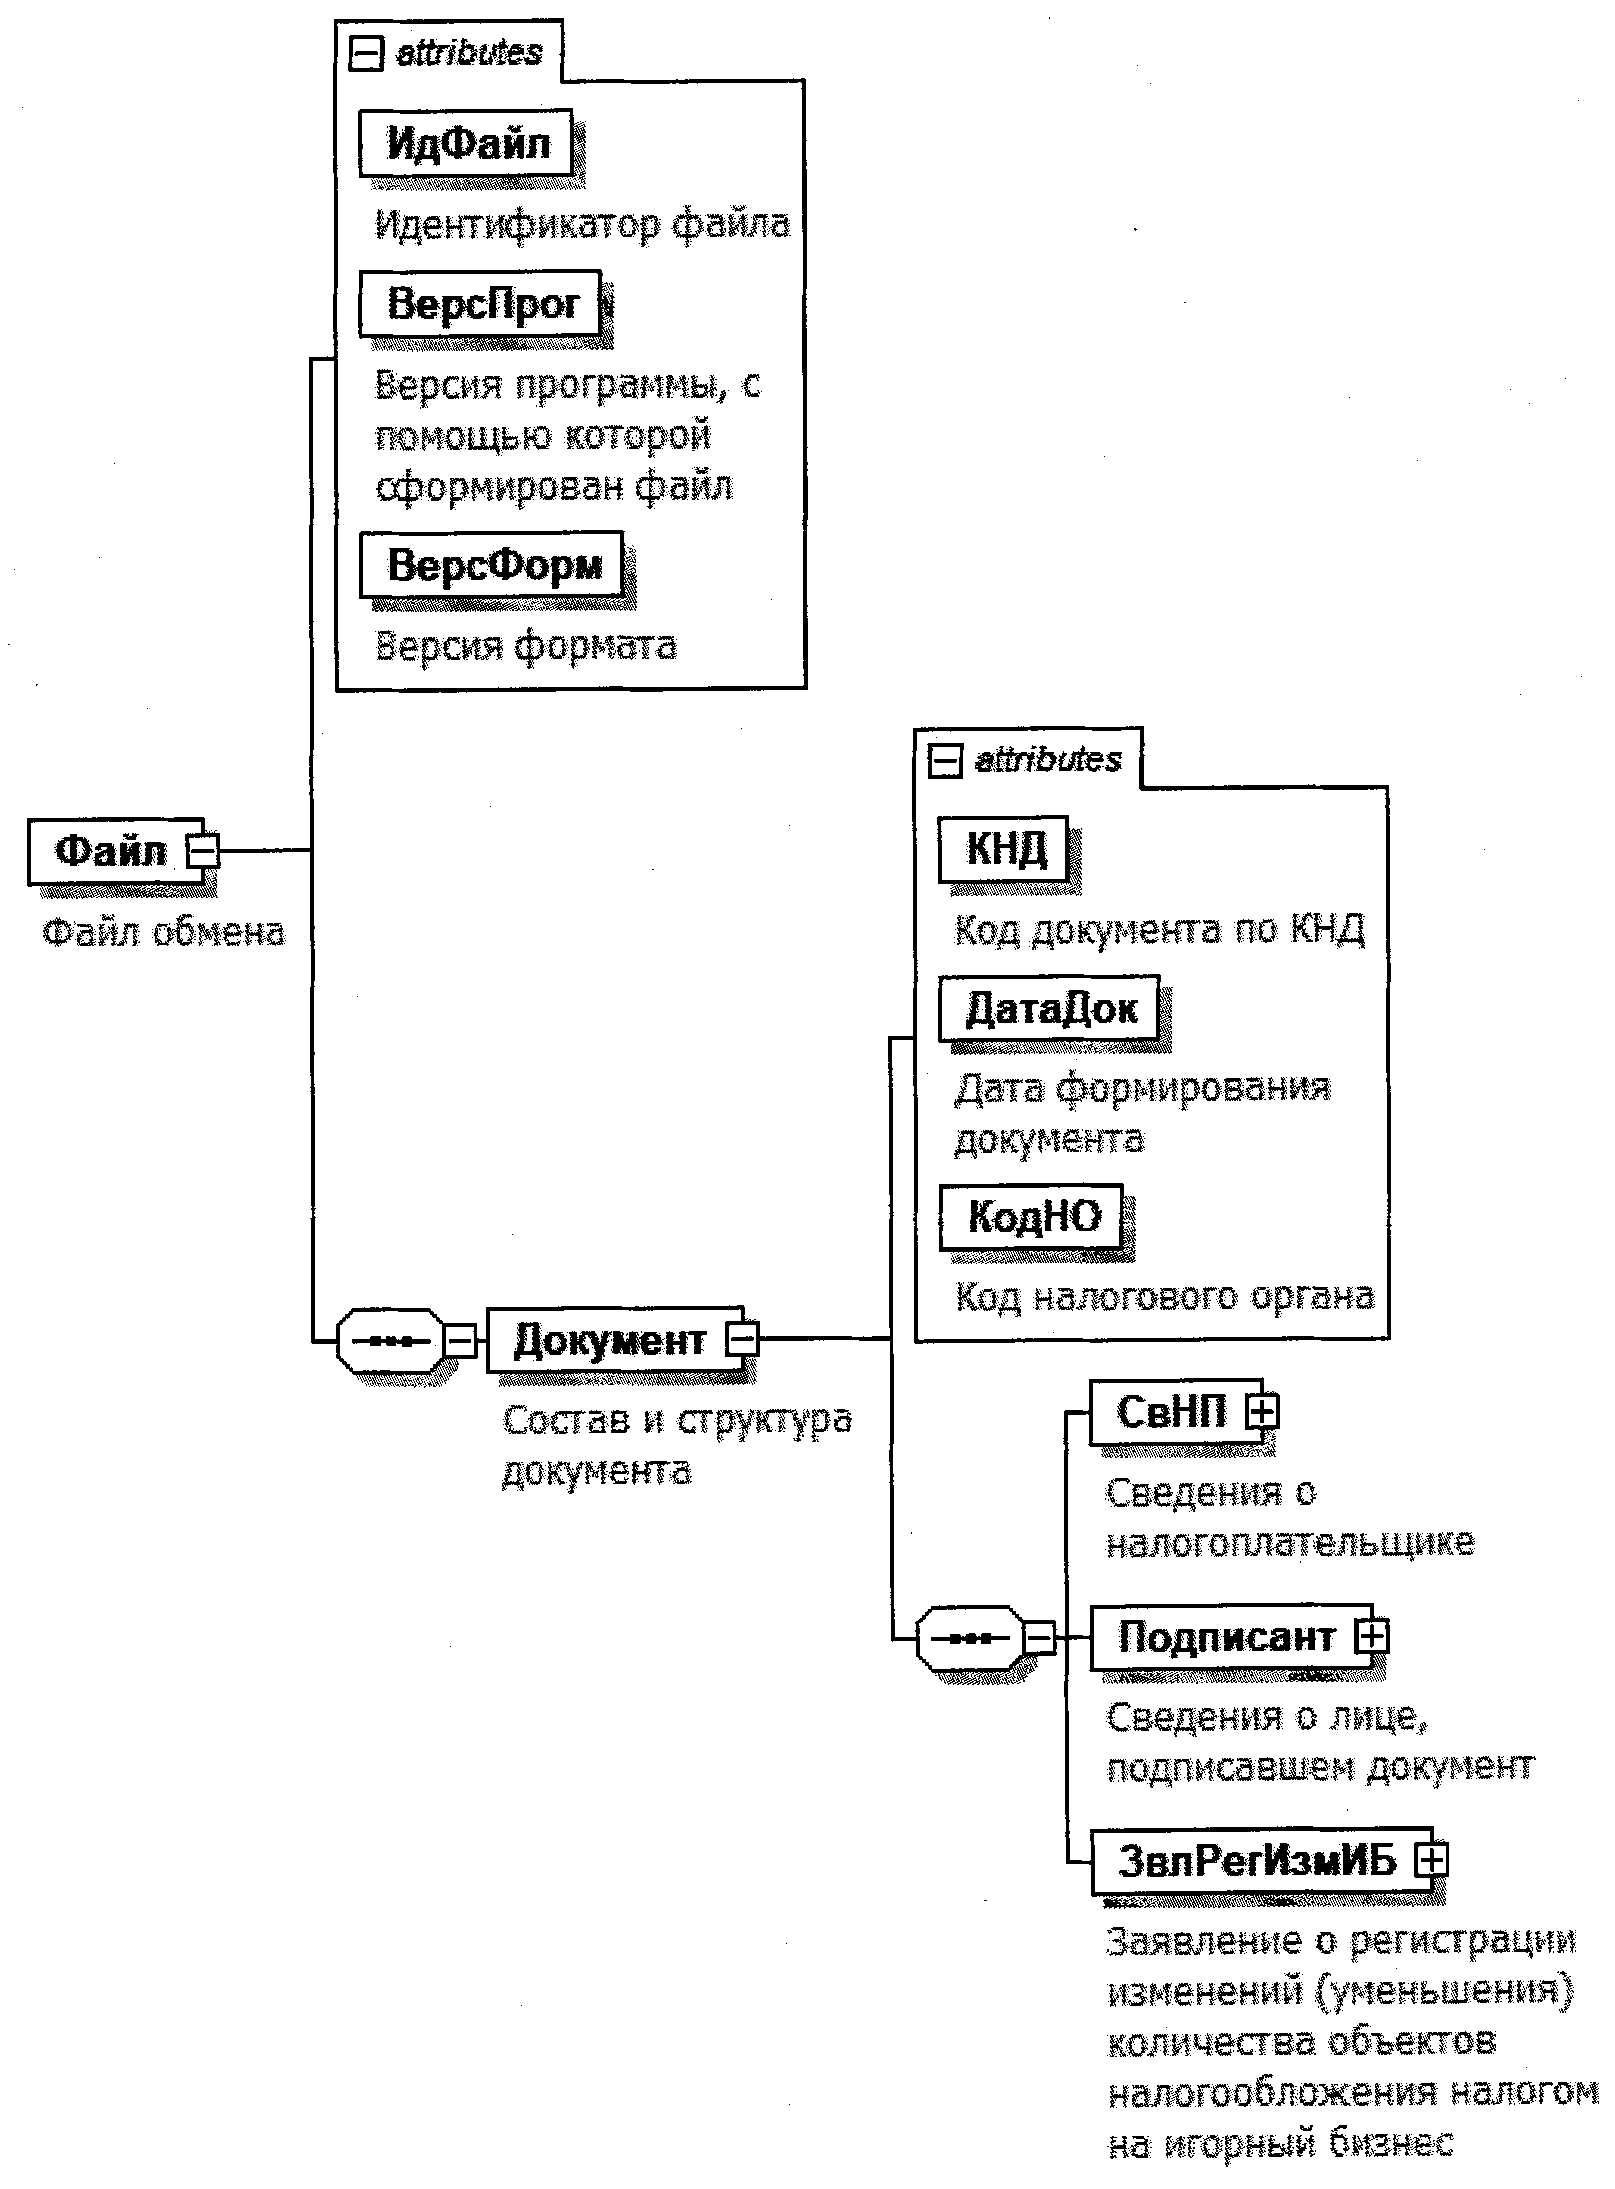 attributes
ИдФайл
Идентификатор файла
ВерсПрог
Версия программы, с
помощью которой
сформирован файл
ВерсФорм
Версия формата
Файл
Файл обмена
Документ
Состав и структура
документа
attributes
КНД
Код документа по КНД
ДатаДок
Дата формирования
документа
КодНО
Код налогового органа
СвНП
Сведения о
налогоплательщике
Подписант
Сведения о лице,
подписавшем документ
ЗвлРегИзмИБ
Заявление о регистрации
изменений (уменьшения)
количества объектов
налогообложения налогом
на игорный бизнес